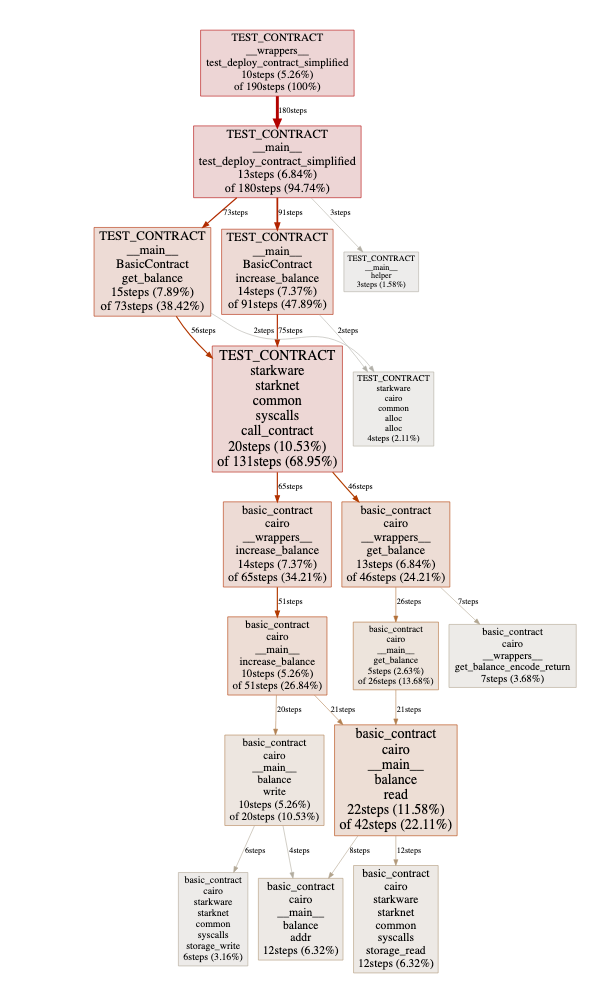 TEST_CONTRACT
__wrappers__
test_deploy_contract_simplified
10steps (5.26%)
of 190steps (100%)
180steps
TEST_CONTRACT
__main__
test_deploy_contract_simplified
13steps (6.84%)
of 180steps (94.74%)
73steps
91steps
3steps
TEST_CONTRACT
__main__
BasicContract
get_balance
15steps (7.89%)
of 73steps (38.42%)
TEST_CONTRACT
__main__
BasicContract
increase_balance
14steps (7.37%)
of 91steps (47.89%)
TEST_CONTRACT
__main__
helper
3steps (1.58%)
56steps
2steps
75steps
2steps
TEST_CONTRACT
starkware
starknet
common
syscalls
call_contract
20steps (10.53%)
of 131steps (68.95%)
TEST_CONTRACT
starkware
cairo
common
alloc
alloc
4steps (2.11%)
65steps
46steps
basic_contract
cairo
__wrappers__
increase_balance
14steps (7.37%)
of 65steps (34.21%)
basic_contract
cairo
__wrappers__
get_balance
13steps (6.84%)
of 46steps (24.21%)
51steps
26steps
7steps
basic_contract
cairo
__main__
increase_balance
10steps (5.26%)
of 51steps (26.84%)
basic_contract
cairo
__main__
get_balance
5steps (2.63%)
of 26steps (13.68%)
basic_contract
cairo
__wrappers__
get_balance_encode_return
7steps (3.68%)
20steps
21steps
21steps
basic_contract
cairo
__main__
balance
write
10steps (5.26%)
of 20steps (10.53%)
basic_contract
cairo
__main__
balance
read
22steps (11.58%)
of 42steps (22.11%)
6steps
4steps
8steps
12steps
basic_contract
cairo
starkware
starknet
common
syscalls
storage_write
6steps (3.16%)
basic_contract
cairo
__main__
balance
addr
12steps (6.32%)
basic_contract
cairo
starkware
starknet
common
syscalls
storage_read
12steps (6.32%)